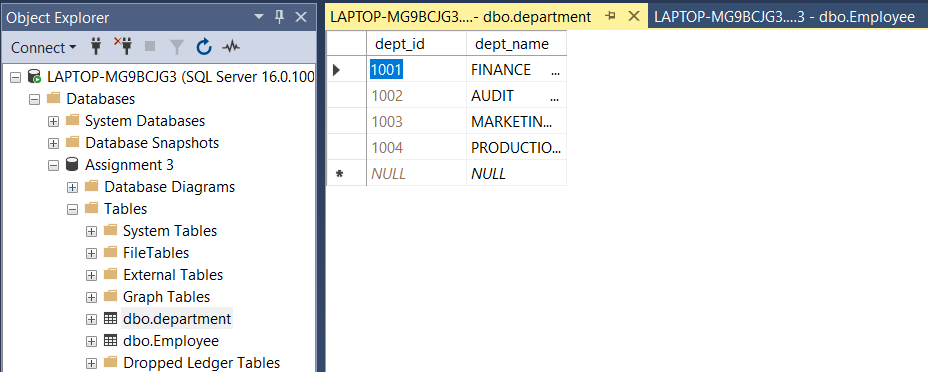 Object Explorer
Connect
LAPTOP-MG9BCJG3 (SQL Server 16.0.100
Databases
System Databases
Database Snapshots
Assignment 3
Database Diagrams
Tables
System Tables
FileTables
External Tables
Graph Tables
dbo.department
dbo.Employee
Dropped Ledger Tables
LAPTOP-MG9BCJG3....- dbo.department
LAPTOP-MG9BCJG3....3 - dbo.Employee
dept_id dept_name
1001 FINANCE ...
1002 AUDIT ...
1003 MARKETIN...
1004 PRODUCTIO...
NULL NULL